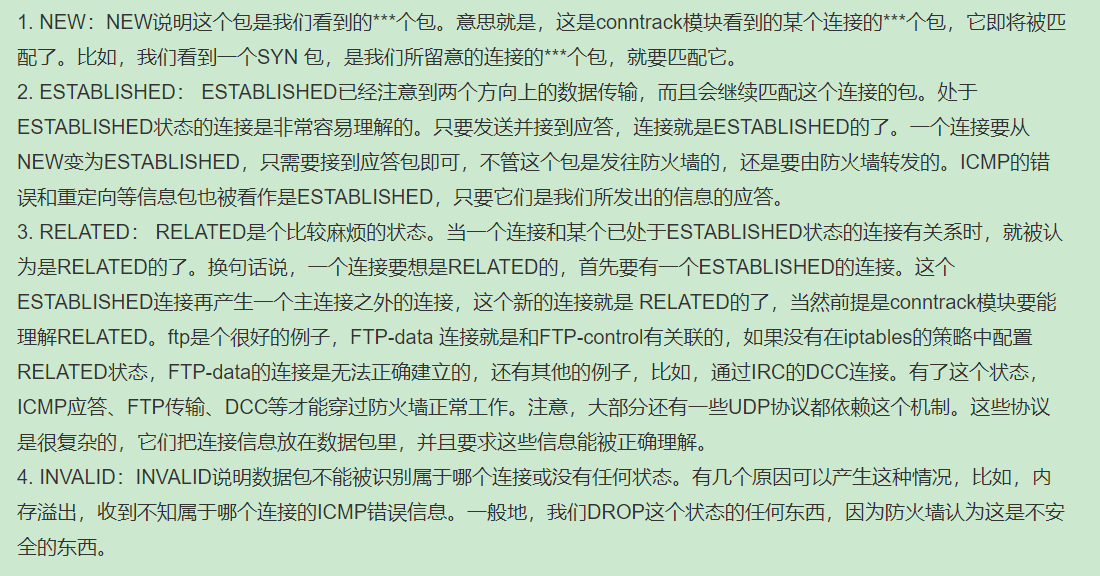 1. NEW：NEW说明这个包是我们看到的***个包。意思就是，这是conntrack模块看到的某个连接的***个包，它即将被匹
配了。比如，我们看到一个SYN 包，是我们所留意的连接的***个包，就要匹配它。
2. ESTABLISHED： ESTABLISHED已经注意到两个方向上的数据传输，而且会继续匹配这个连接的包。处于
ESTABLISHED状态的连接是非常容易理解的。只要发送并接到应答，连接就是ESTABLISHED的了。一个连接要从
NEW变为ESTABLISHED，只需要接到应答包即可，不管这个包是发往防火墙的，还是要由防火墙转发的。ICMP的错
误和重定向等信息包也被看作是ESTABLISHED，只要它们是我们所发出的信息的应答。
3. RELATED： RELATED是个比较麻烦的状态。当一个连接和某个已处于ESTABLISHED状态的连接有关系时，就被认
为是RELATED的了。换句话说，一个连接要想是RELATED的，首先要有一个ESTABLISHED的连接。这个
ESTABLISHED连接再产生一个主连接之外的连接，这个新的连接就是 RELATED的了，当然前提是conntrack模块要能
理解RELATED。ftp是个很好的例子，FTP-data 连接就是和FTP-control有关联的，如果没有在iptables的策略中配置
RELATED状态，FTP-data的连接是无法正确建立的，还有其他的例子，比如，通过IRC的DCC连接。有了这个状态，
ICMP应答、FTP传输、DCC等才能穿过防火墙正常工作。注意，大部分还有一些UDP协议都依赖这个机制。这些协议
是很复杂的，它们把连接信息放在数据包里，并且要求这些信息能被正确理解。
4. INVALID：INVALID说明数据包不能被识别属于哪个连接或没有任何状态。有几个原因可以产生这种情况，比如，内
存溢出，收到不知属于哪个连接的ICMP错误信息。一般地，我们DROP这个状态的任何东西，因为防火墙认为这是不安
全的东西。